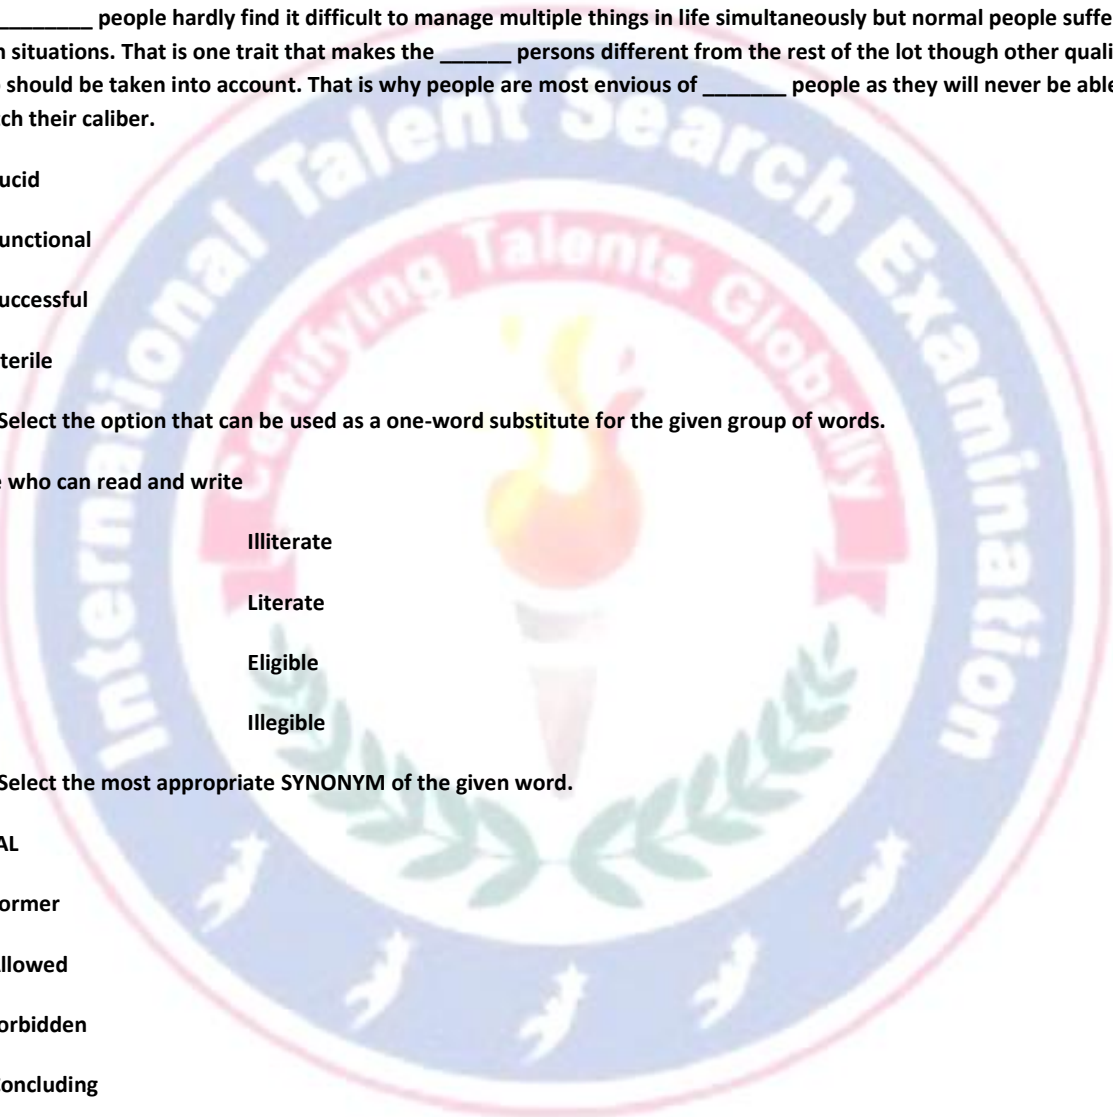 ________ people hardly find it difficult to manage multiple things in life simultaneously but normal people suffe
situations. That is one trait that makes the ______ persons different from the rest of the lot though other quali
should be taken into account. That is why people are most envious of _______ people as they will never be able
tch their caliber.
ucid
unctional
uccessful
terile
Select the option that can be used as a one-word substitute for the given group of words.
e who can read and write
Illiterate
Literate
Eligible
Illegible
Select the most appropriate SYNONYM of the given word.
AL
ormer
llowed
orbidden
oncluding
International Talent Search Examination
Certifying Talents Globally